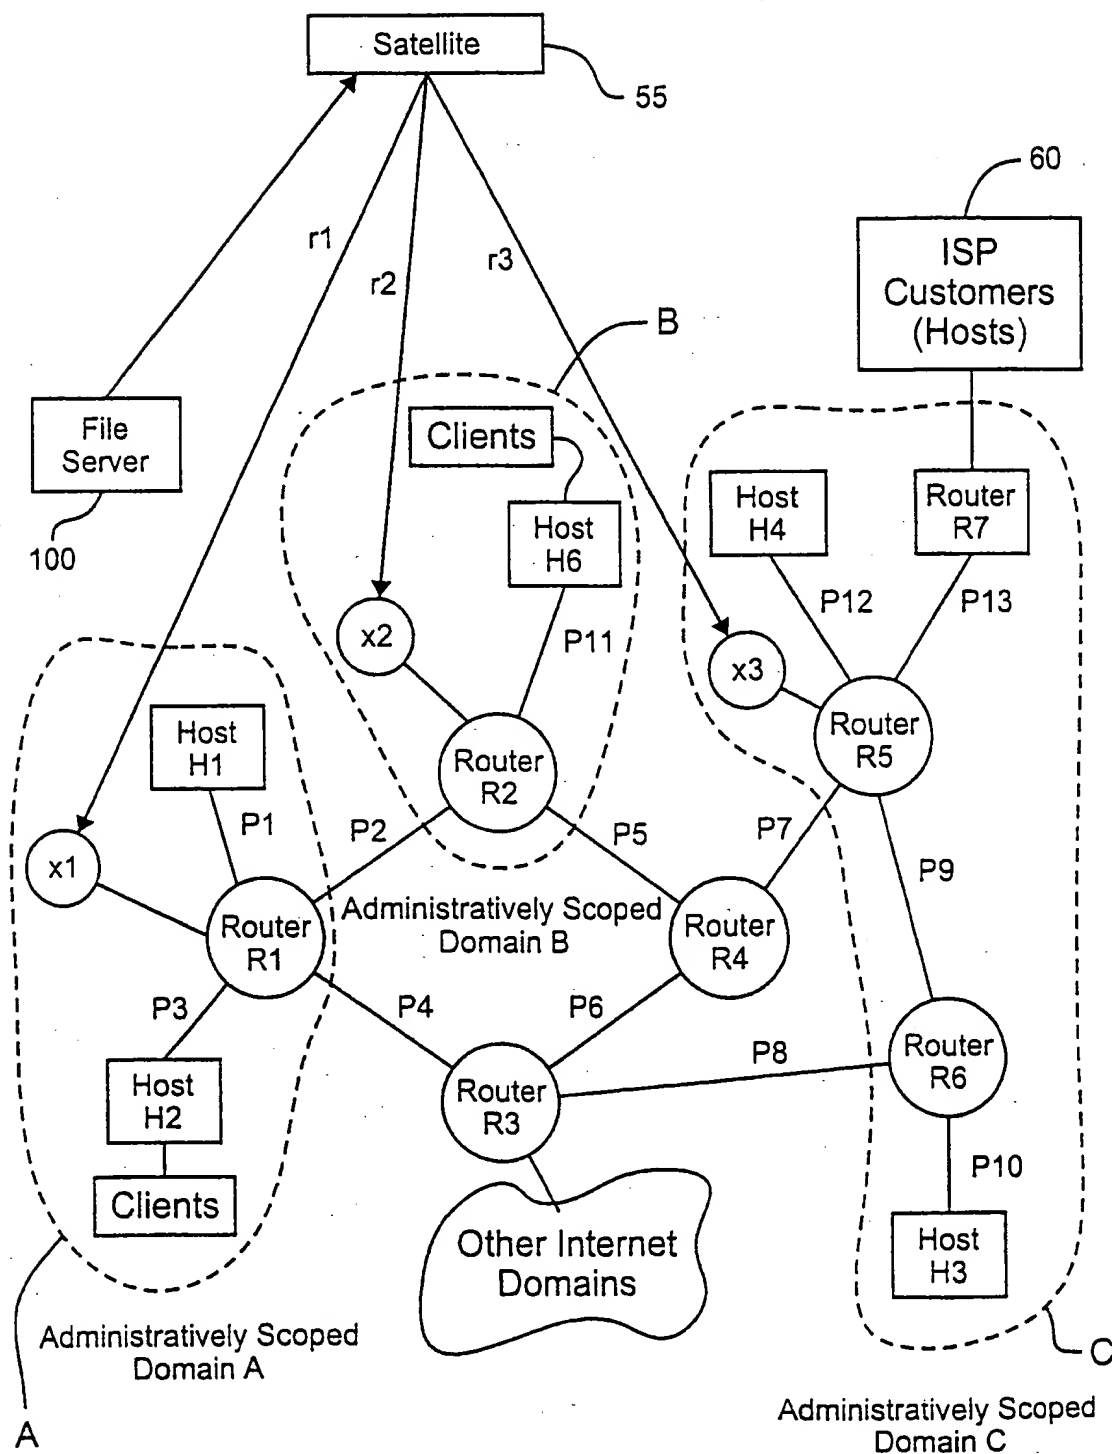 Satellite
55
60
r1
r2
r3
ISP
Customers
(Hosts)
B
File
Server
100
Clients
Host
H6
Host
H4
Router
R7
P12
P13
x2
P11
x3
Router
R5
Host
H1
Router
R2
P1
P2
P5
P7
P9
x1
Router
R1
Administratively Scoped
Domain B
Router
R4
P3
P4
P6
P8
Host
H2
Router
R3
Router
R6
P10
Clients
Other Internet
Domains
Host
H3
Administratively Scoped
Domain A
A
C
Administratively Scoped
Domain C